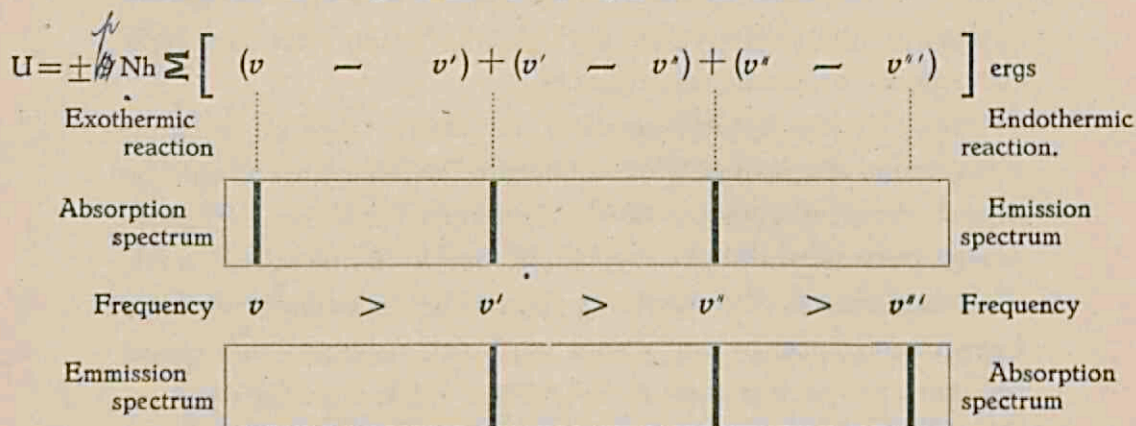 p
U=± Nh Σ [ (v — v') + (v' — v") + (v" — v"') ] ergs
Exothermic reaction
Endothermic reaction.
Absorption spectrum
Emission spectrum
Frequency v > v' > v" > v"' Frequency
Emmission spectrum
Absorption spectrum